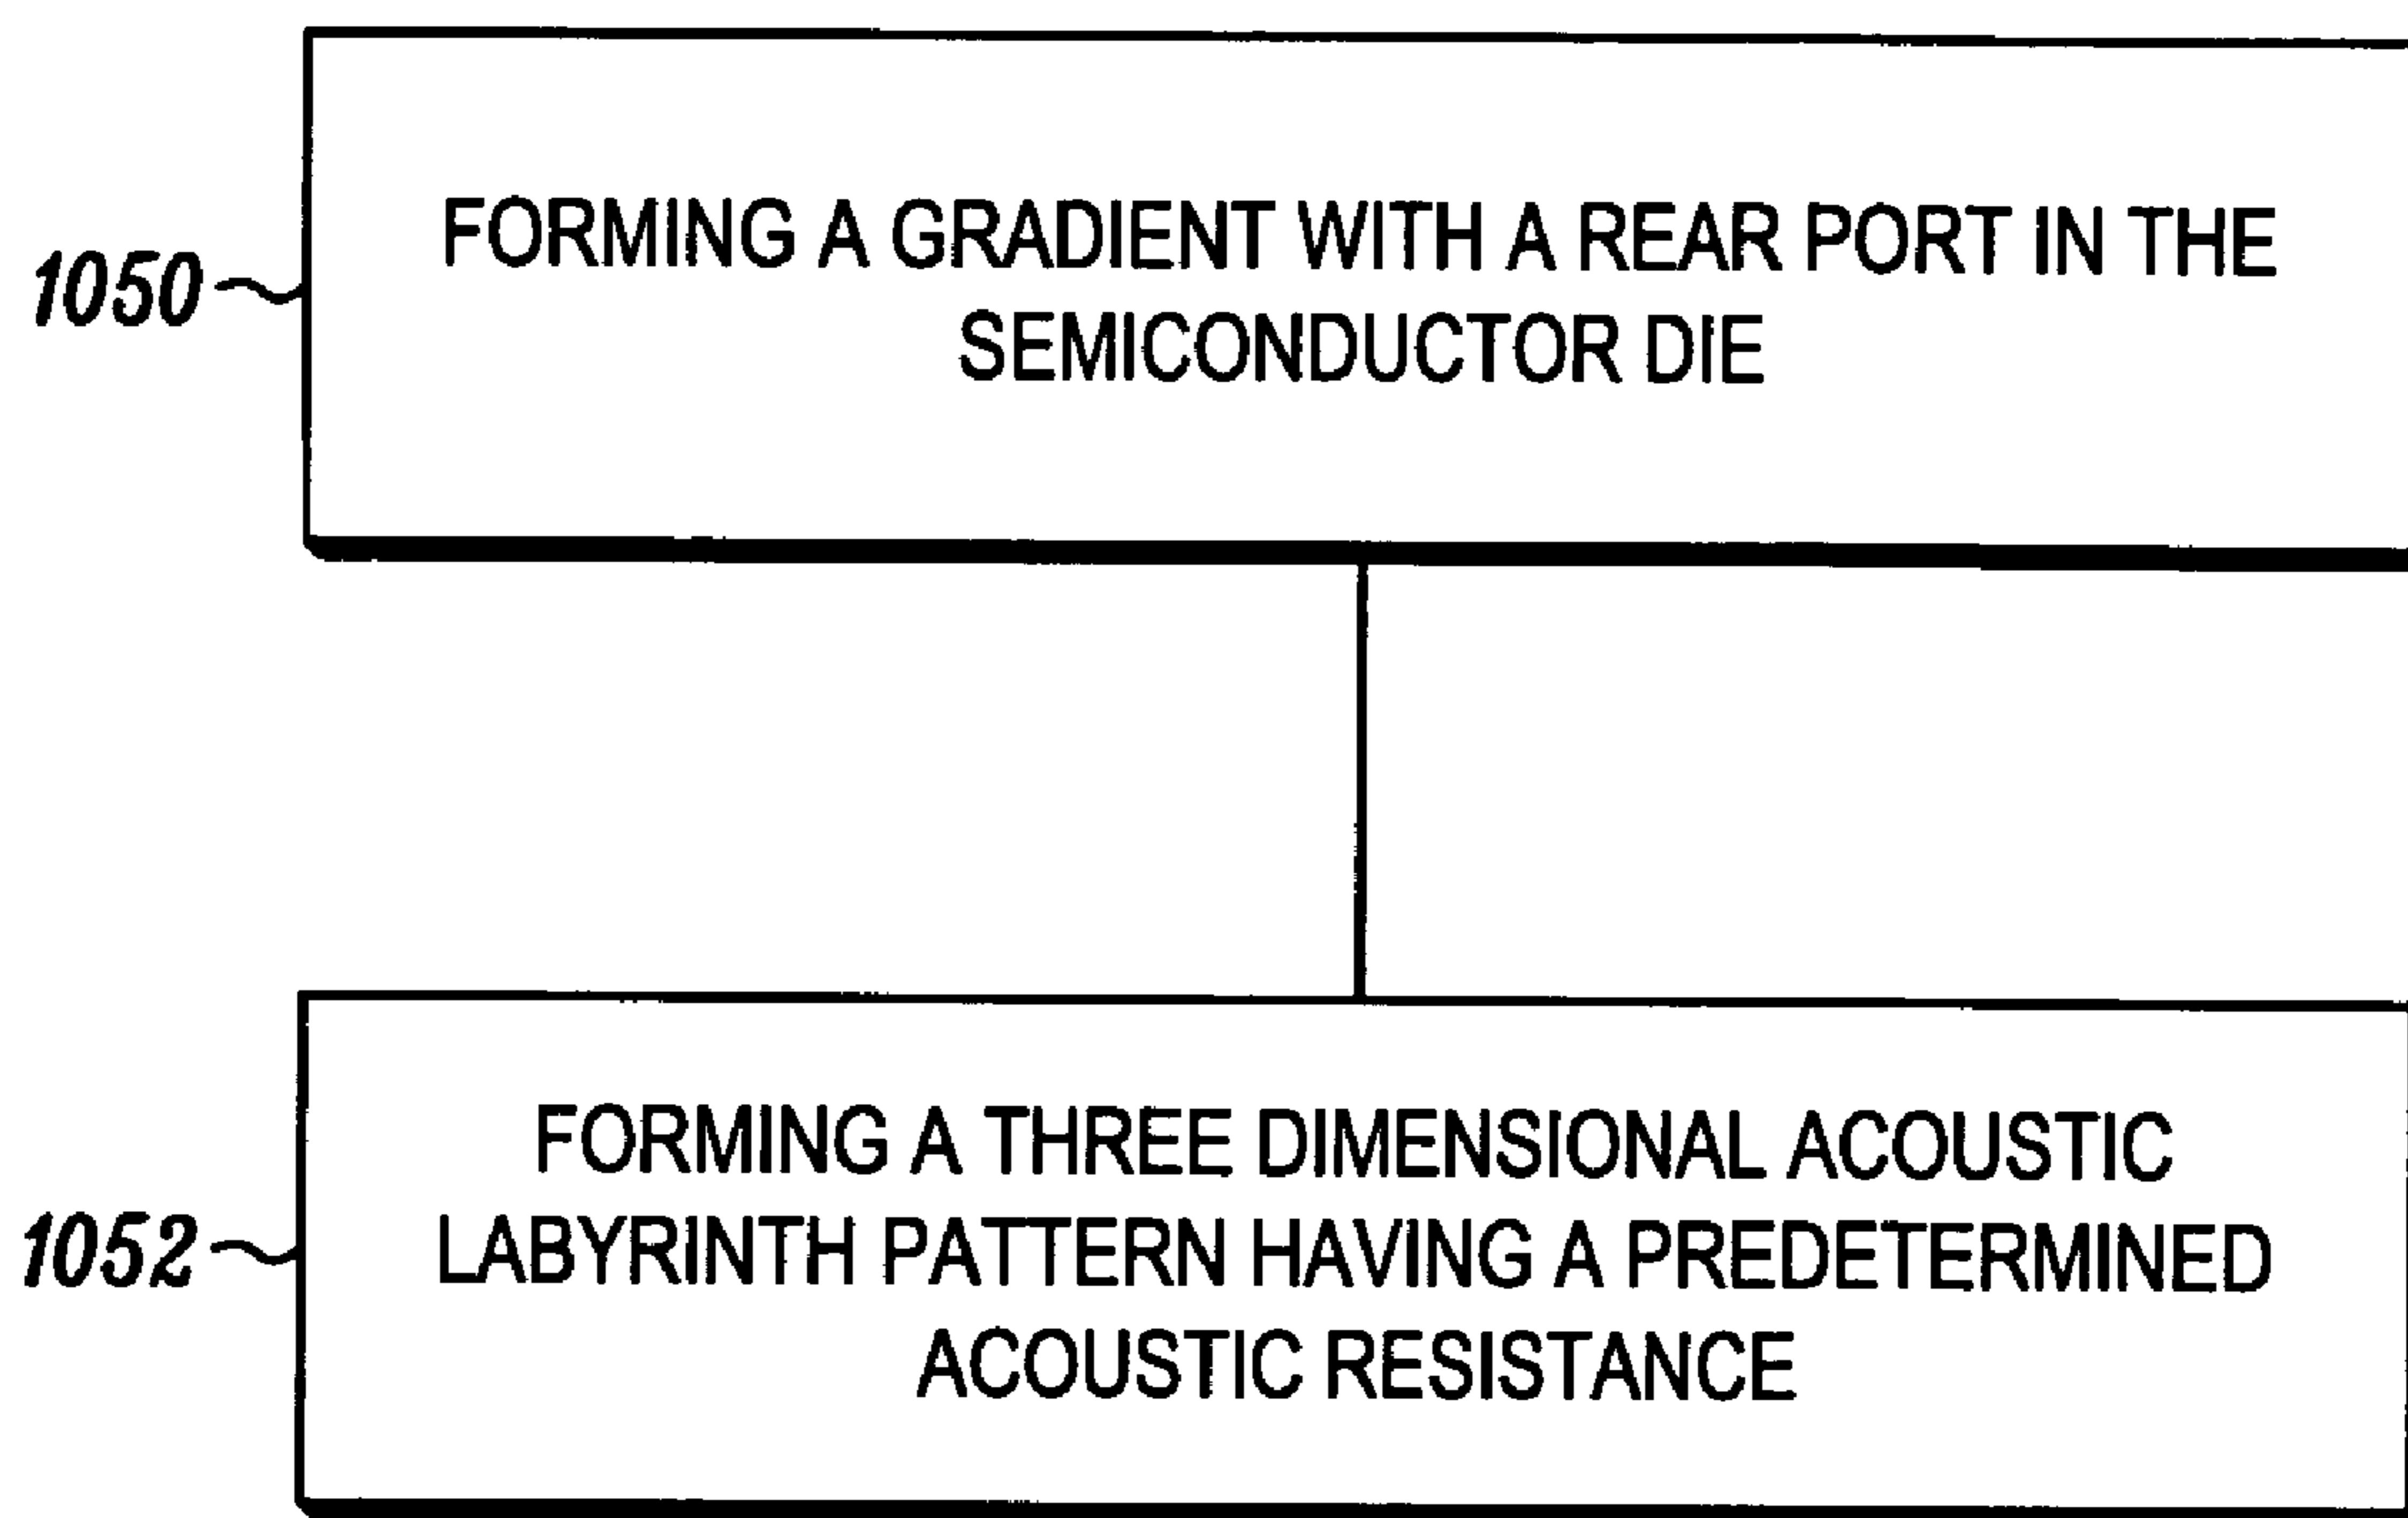 FORMING A GRADIENT WITH A REAR PORT IN THE
1050
SEMICONDUCTOR DIE
FORMING A THREE DIMENSIONAL ACOUSTIC
1052
LABYRINTH PATTERN HAVING A PREDETERMINED
ACOUSTIC RESISTANCE